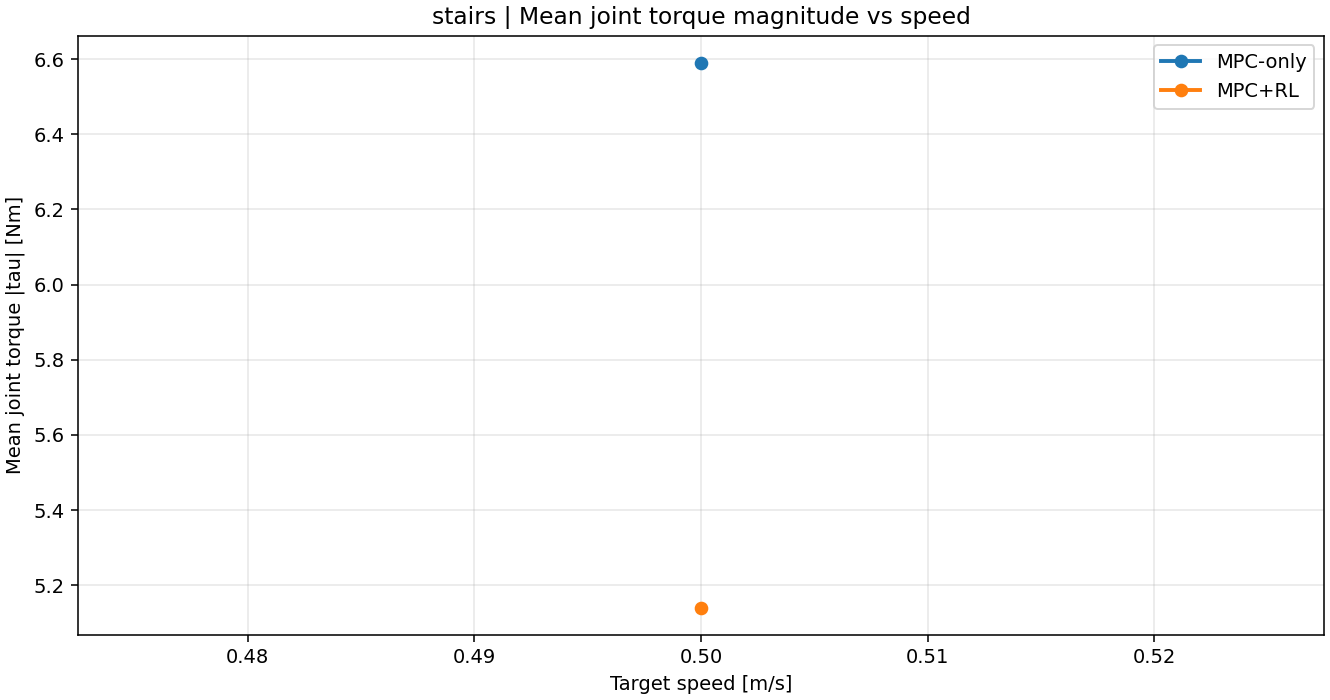 stairs | Mean joint torque magnitude vs speed
MPC-only
MPC+RL
Mean joint torque |tau| [Nm]
6.6
6.4
6.2
6.0
5.8
5.6
5.4
5.2
0.48 0.49 0.50 0.51 0.52
Target speed [m/s]